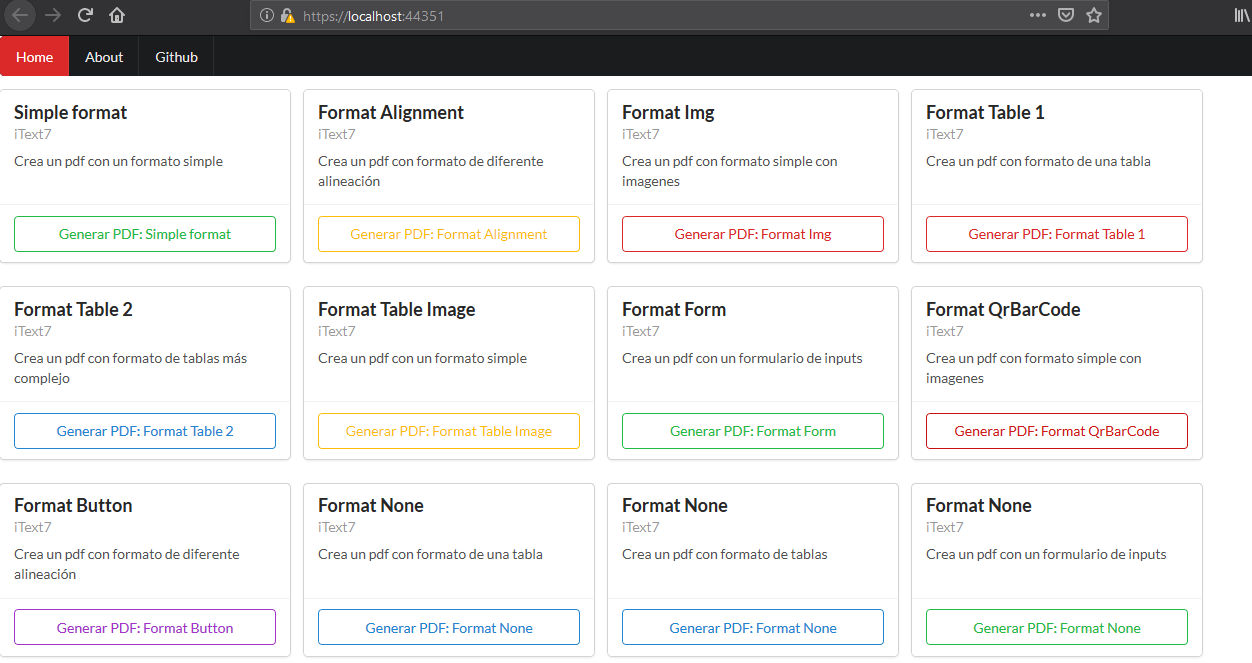 https://localhost:44351
Home About Github
Simple format
iText7
Crea un pdf con un formato simple
Generar PDF: Simple format
Format Alignment
iText7
Crea un pdf con formato de diferente
alineación
Generar PDF: Format Alignment
Format Img
iText7
Crea un pdf con formato simple con
imagenes
Generar PDF: Format Img
Format Table 1
iText7
Crea un pdf con formato de una tabla
Generar PDF: Format Table 1
Format Table 2
iText7
Crea un pdf con formato de tablas más
complejo
Generar PDF: Format Table 2
Format Table Image
iText7
Crea un pdf con un formato simple
Generar PDF: Format Table Image
Format Form
iText7
Crea un pdf con un formulario de inputs
Generar PDF: Format Form
Format QrBarCode
iText7
Crea un pdf con formato simple con
imagenes
Generar PDF: Format QrBarCode
Format Button
iText7
Crea un pdf con formato de diferente
alineación
Generar PDF: Format Button
Format None
iText7
Crea un pdf con formato de una tabla
Generar PDF: Format None
Format None
iText7
Crea un pdf con formato de tablas
Generar PDF: Format None
Format None
iText7
Crea un pdf con un formulario de inputs
Generar PDF: Format None